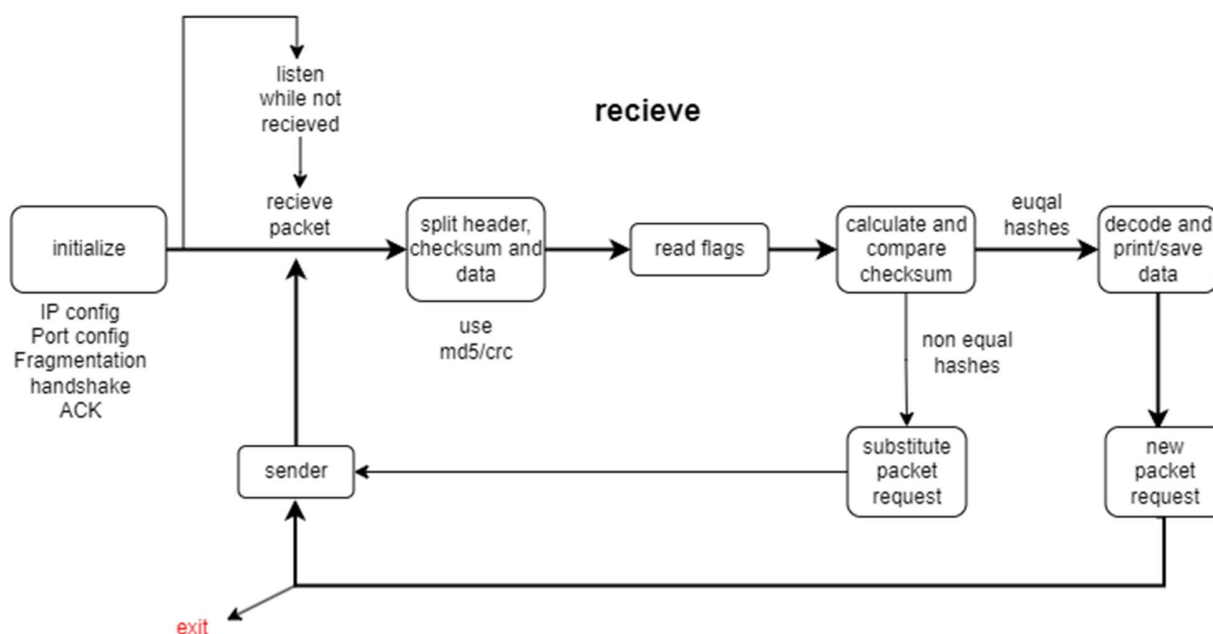 listen
while not
recieved
recieve
recieve
packet
initialize
IP config
Port config
Fragmentation
handshake
ACK
split header,
checksum and
data
use
md5/crc
read flags
calculate and
compare
checksum
euqal
hashes
decode and
print/save
data
non equal
hashes
sender
substitute
packet
request
new
packet
request
exit